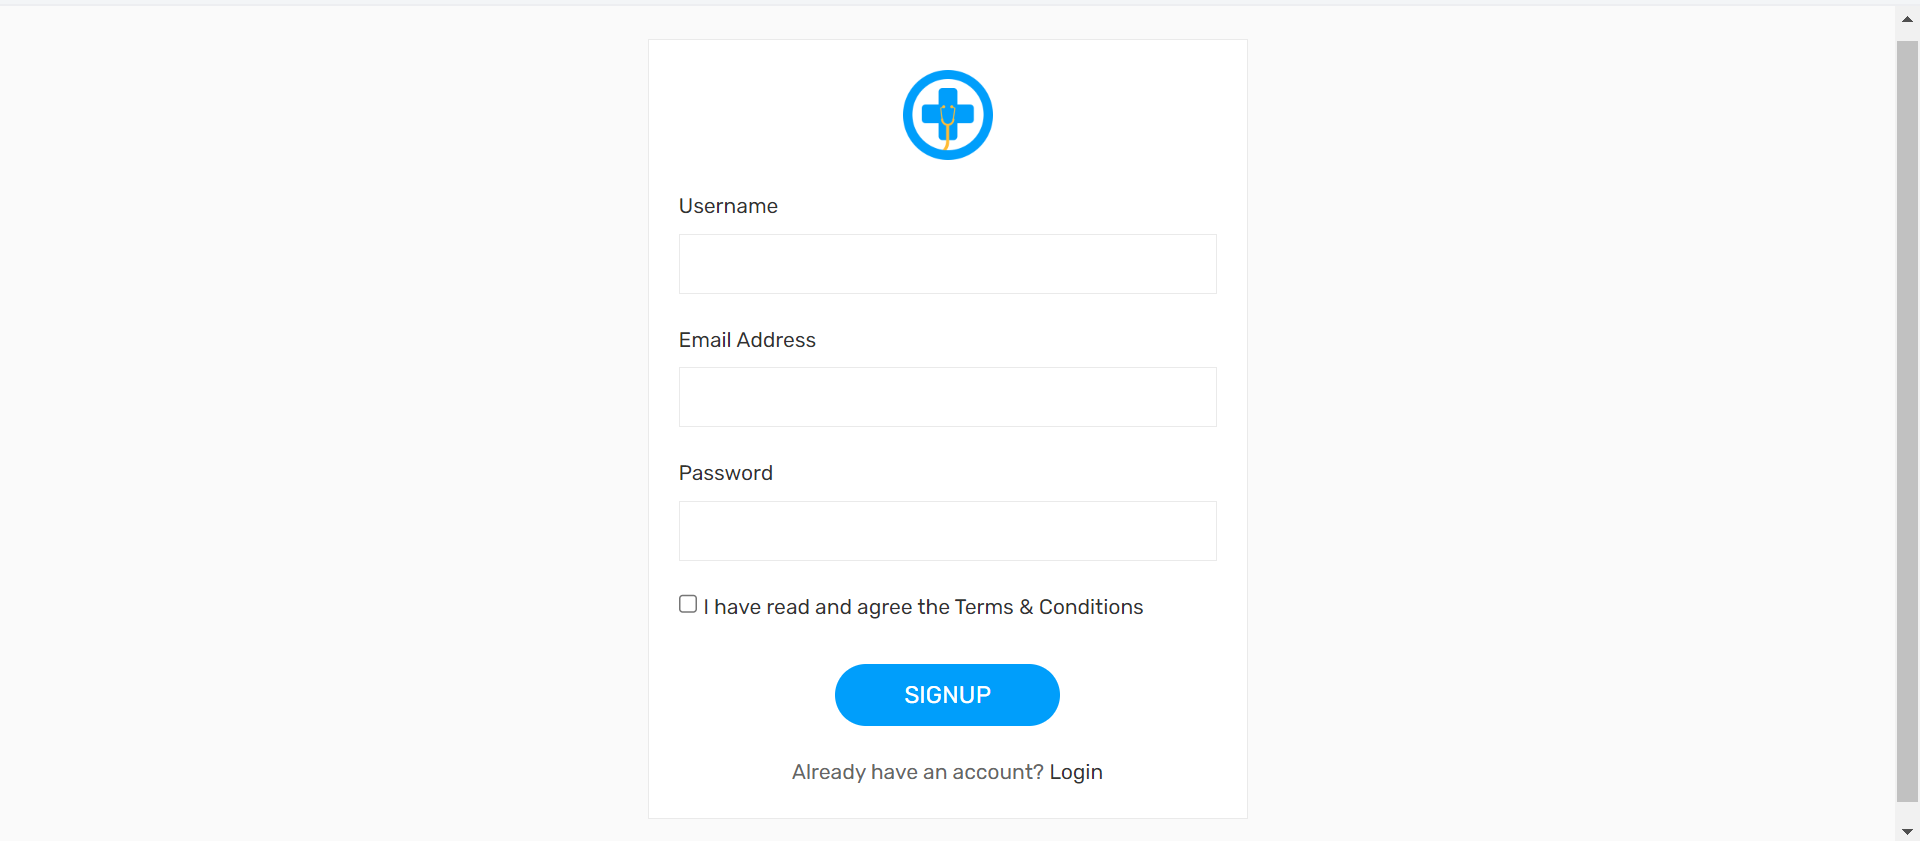 Username
Email Address
Password
I have read and agree the Terms & Conditions
SIGNUP
Already have an account? Login